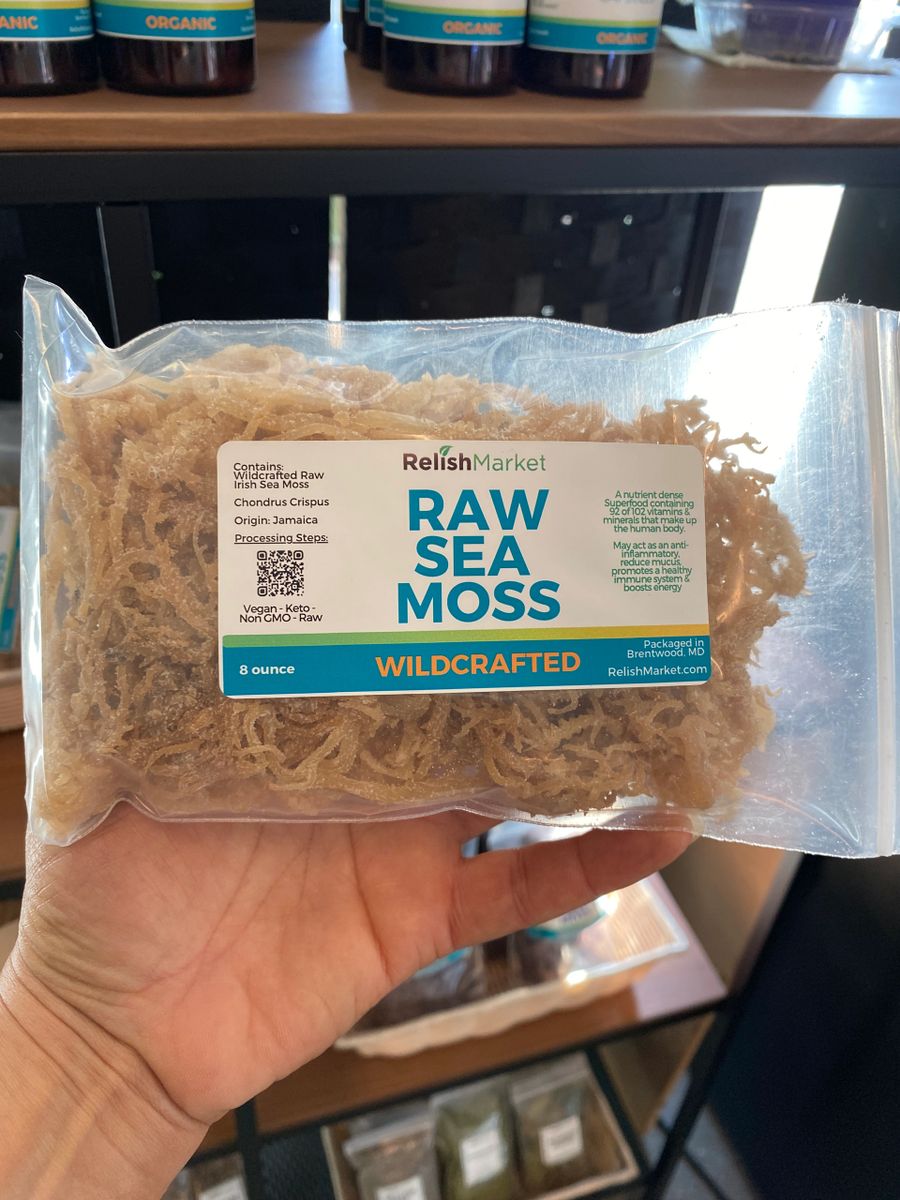 ANIC
ORGANIC
ORGANIC
ORGANIC
RelishMarket
Contains:
Wildcrafted Raw
Irish Sea Moss
Chondrus Crispus
Origin: Jamaica
Processing Steps:
Vegan - Keto -
Non GMO - Raw
RAW
SEA
MOSS
A nutrient dense
Superfood containing
92 of 102 vitamins &
minerals that make up
the human body.
May act as an anti-
inflammatory,
reduce mucus,
promotes a healthy
immune system &
boosts energy
8 ounce
WILDCRAFTED
Packaged in
Brentwood, MD
RelishMarket.com